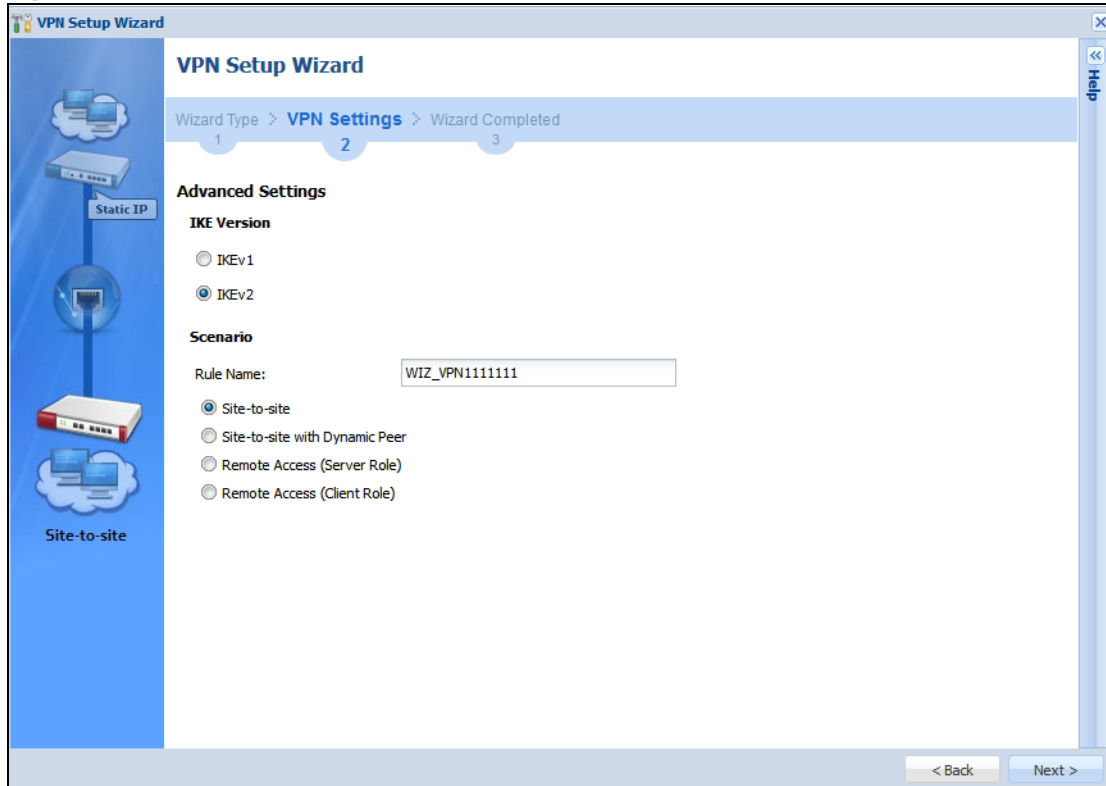 VPN Setup Wizard
Help
VPN Setup Wizard
Wizard Type > VPN Settings > Wizard Completed
1 2 3
Static IP
Advanced Settings
IKE Version
IKEv1
IKEv2
Scenario
Rule Name: WIZ_VPN1111111
Site-to-site
Site-to-site with Dynamic Peer
Remote Access (Server Role)
Remote Access (Client Role)
Site-to-site
< Back Next >